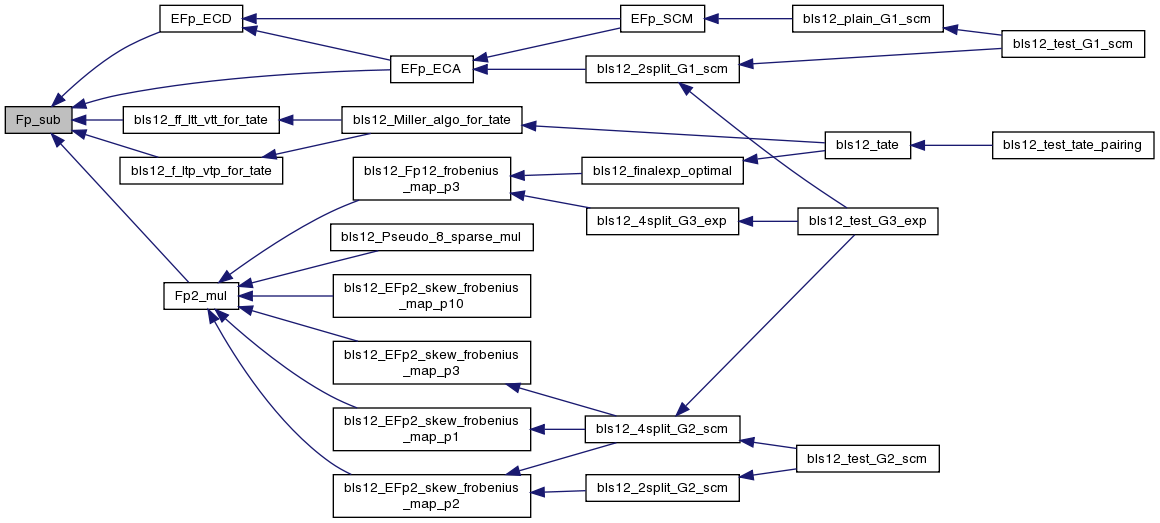 Fp_sub
EFp_ECD
EFp_SCM
bls12_plain_G1_scm
bls12_test_G1_scm
EFp_ECA
bls12_2split_G1_scm
bls12_ff_ltt_vtt_for_tate
bls12_Miller_algo_for_tate
bls12_f_ltp_vtp_for_tate
bls12_tate
bls12_test_tate_pairing
bls12_Fp12_frobenius
_map_p3
bls12_finalexp_optimal
bls12_4split_G3_exp
bls12_test_G3_exp
bls12_Pseudo_8_sparse_mul
Fp2_mul
bls12_EFp2_skew_frobenius
_map_p10
bls12_EFp2_skew_frobenius
_map_p3
bls12_EFp2_skew_frobenius
_map_p1
bls12_4split_G2_scm
bls12_test_G2_scm
bls12_EFp2_skew_frobenius
_map_p2
bls12_2split_G2_scm